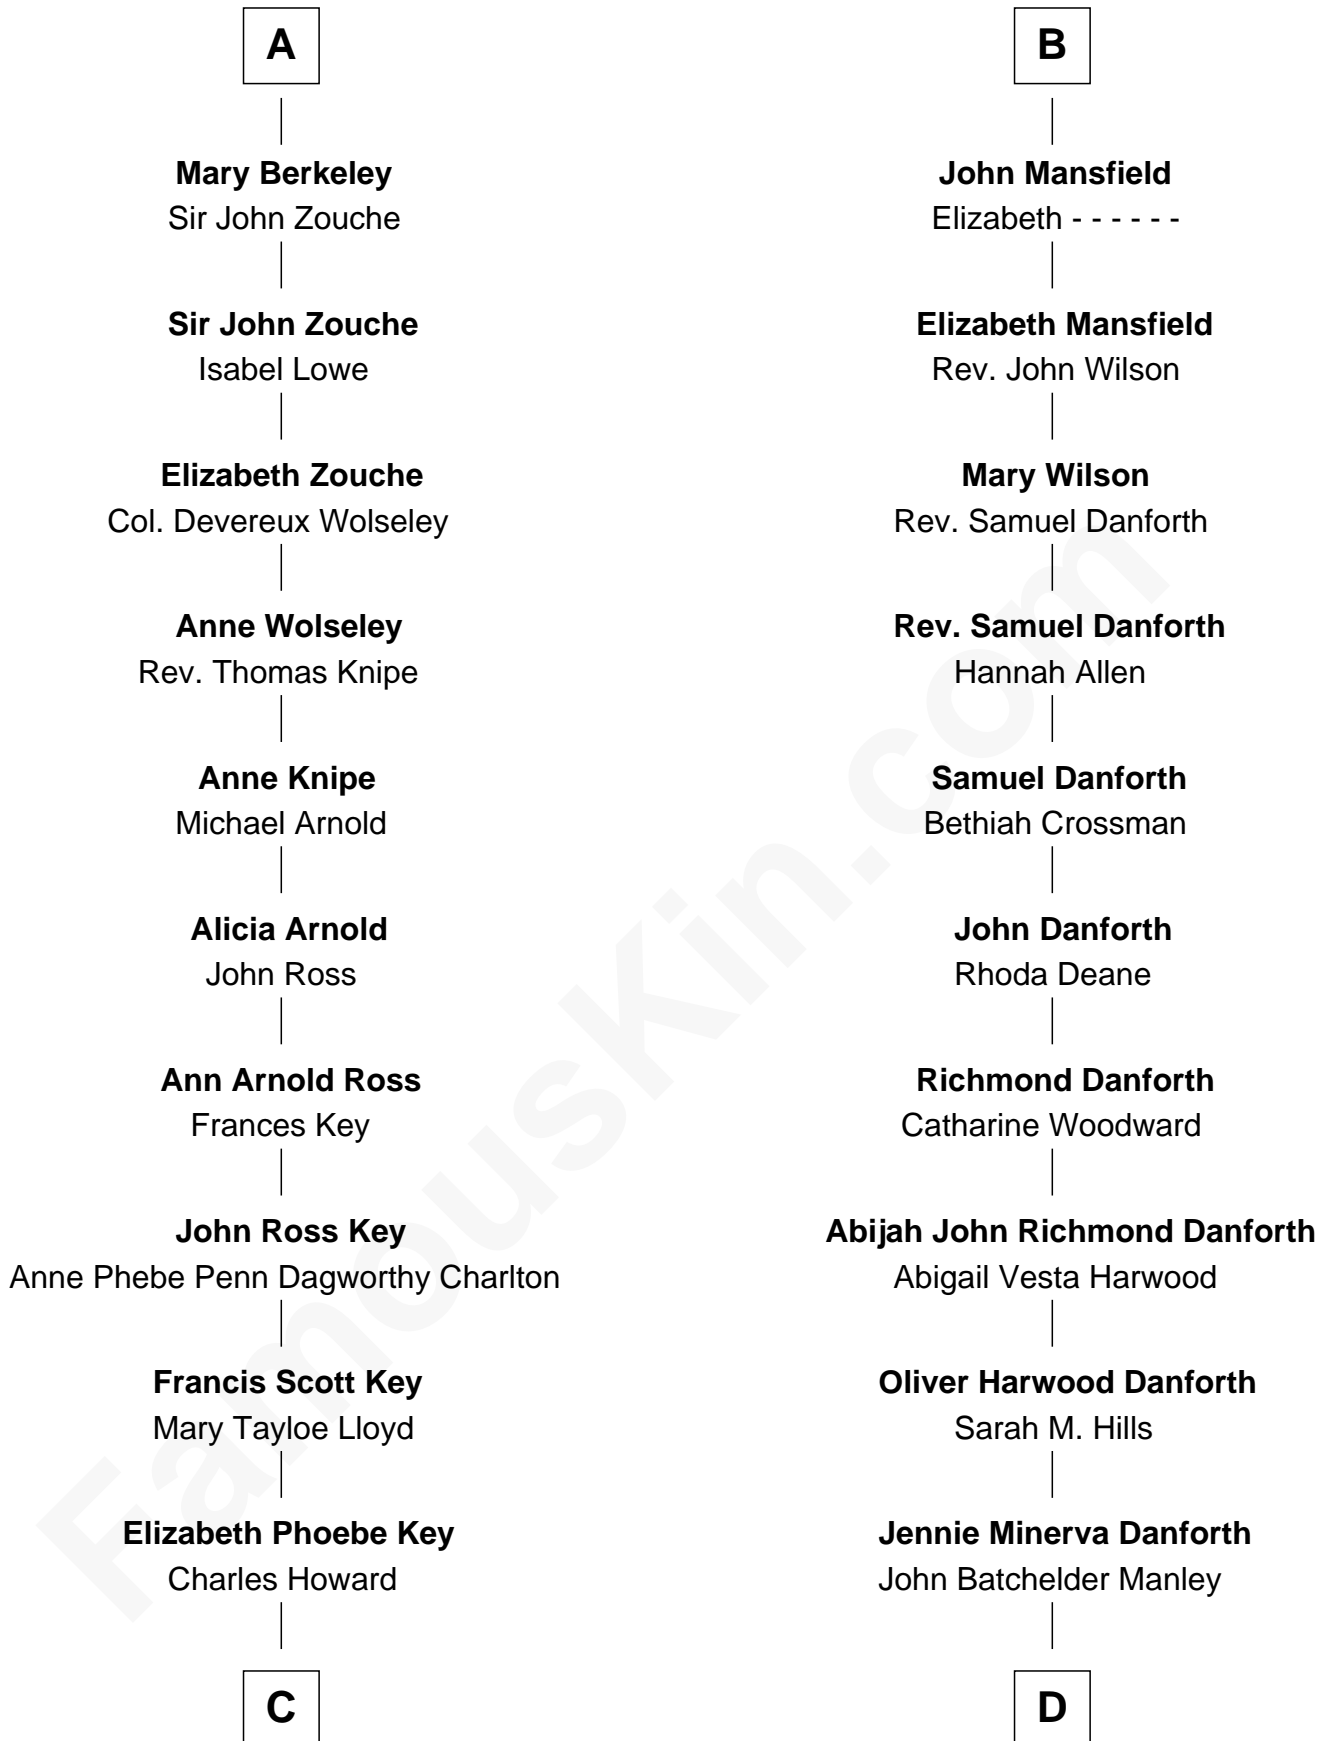 A
Mary Berkeley
Sir John Zouche
Sir John Zouche
Isabel Lowe
Elizabeth Zouche
Col. Devereux Wolseley
Anne Wolseley
Rev. Thomas Knipe
Anne Knipe
Michael Arnold
Alicia Arnold
John Ross
Ann Arnold Ross
Frances Key
John Ross Key
Anne Phebe Penn Dagworthy Charlton
Francis Scott Key
Mary Tayloe Lloyd
Elizabeth Phoebe Key
Charles Howard
C
B
John Mansfield
Elizabeth - - - - - -
Elizabeth Mansfield
Rev. John Wilson
Mary Wilson
Rev. Samuel Danforth
Rev. Samuel Danforth
Hannah Allen
Samuel Danforth
Bethiah Crossman
John Danforth
Rhoda Deane
Richmond Danforth
Catharine Woodward
Abijah John Richmond Danforth
Abigail Vesta Harwood
Oliver Harwood Danforth
Sarah M. Hills
Jennie Minerva Danforth
John Batchelder Manley
D
FamousKin.com